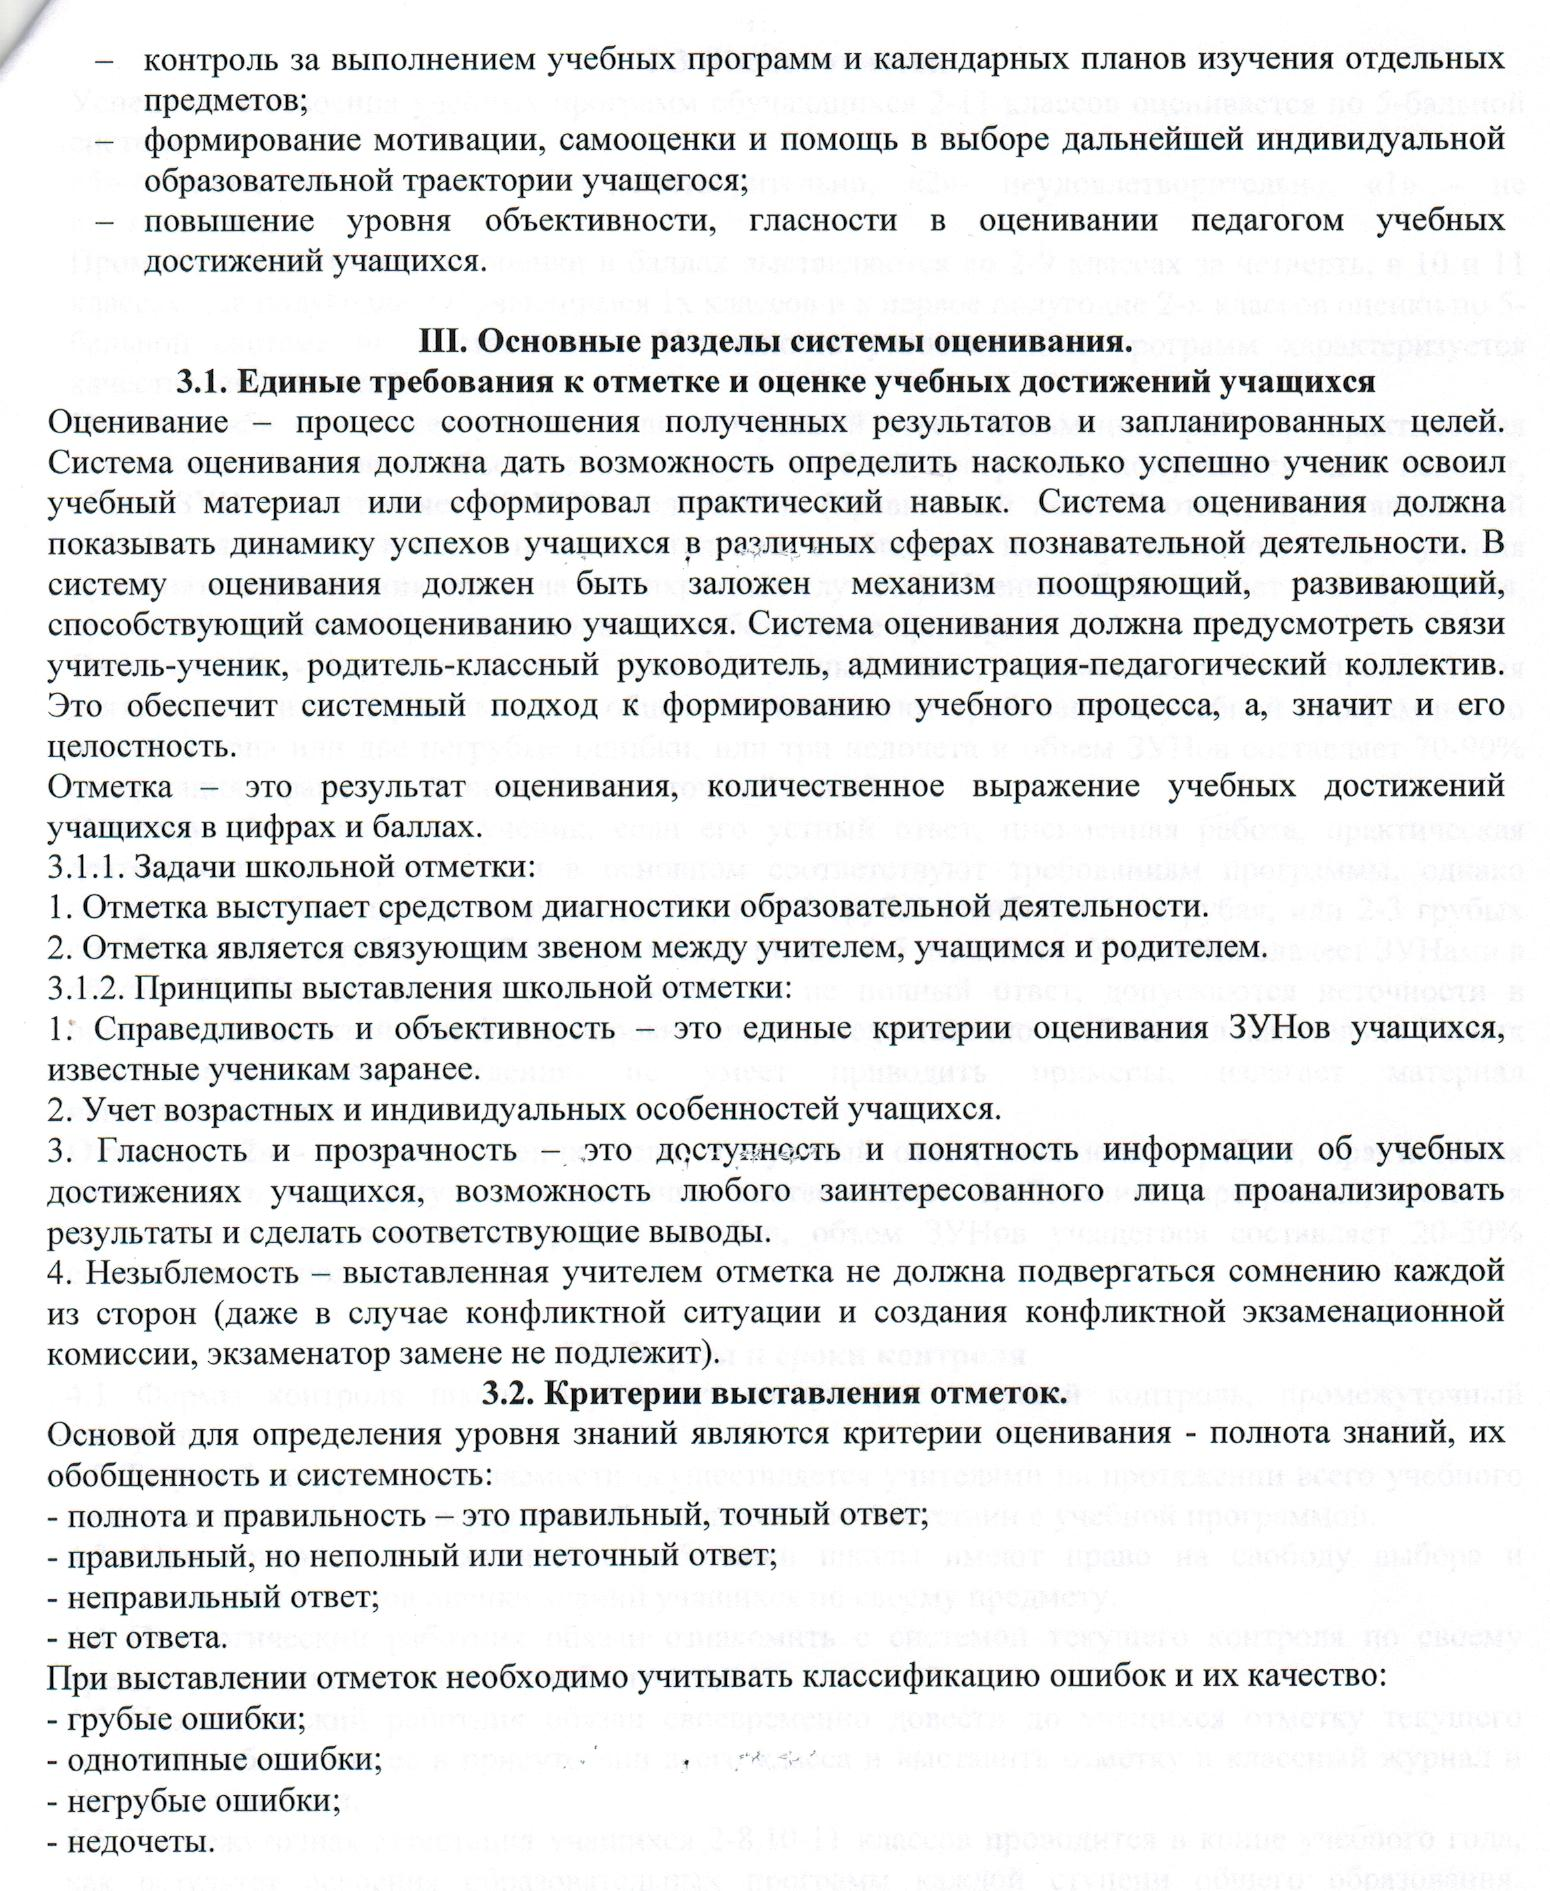 – контроль за выполнением учебных программ и календарных планов изучения отдельных
предметов;
– формирование мотивации, самооценки и помощь в выборе дальнейшей индивидуальной
образовательной траектории учащегося;
– повышение уровня объективности, гласности в оценивании педагогом учебных
достижений учащихся.
III. Основные разделы системы оценивания.
3.1. Единые требования к отметке и оценке учебных достижений учащихся
Оценивание – процесс соотношения полученных результатов и запланированных целей.
Система оценивания должна дать возможность определить насколько успешно ученик освоил
учебный материал или сформировал практический навык. Система оценивания должна
показывать динамику успехов учащихся в различных сферах познавательной деятельности. В
систему оценивания должен быть заложен механизм поощряющий, развивающий,
способствующий самооцениванию учащихся. Система оценивания должна предусмотреть связи
учитель-ученик, родитель-классный руководитель, администрация-педагогический коллектив.
Это обеспечит системный подход к формированию учебного процесса, а, значит и его
целостность.
Отметка – это результат оценивания, количественное выражение учебных достижений
учащихся в цифрах и баллах.
3.1.1. Задачи школьной отметки:
1. Отметка выступает средством диагностики образовательной деятельности.
2. Отметка является связующим звеном между учителем, учащимся и родителем.
3.1.2. Принципы выставления школьной отметки:
1. Справедливость и объективность – это единые критерии оценивания ЗУНов учащихся,
известные ученикам заранее.
2. Учет возрастных и индивидуальных особенностей учащихся.
3. Гласность и прозрачность – это доступность и понятность информации об учебных
достижениях учащихся, возможность любого заинтересованного лица проанализировать
результаты и сделать соответствующие выводы.
4. Незыблемость – выставленная учителем отметка не должна подвергаться сомнению каждой
из сторон (даже в случае конфликтной ситуации и создания конфликтной экзаменационной
комиссии, экзаменатор замене не подлежит).
3.2. Критерии выставления отметок:
Основой для определения уровня знаний являются критерии оценивания - полнота знаний, их
обобщенность и системность:
- полнота и правильность – это правильный, точный ответ;
- правильный, но неполный или неточный ответ;
- неправильный ответ;
- нет ответа.
При выставлении отметок необходимо учитывать классификацию ошибок и их качество:
- грубые ошибки;
- однотипные ошибки;
- негрубые ошибки;
- недочеты.